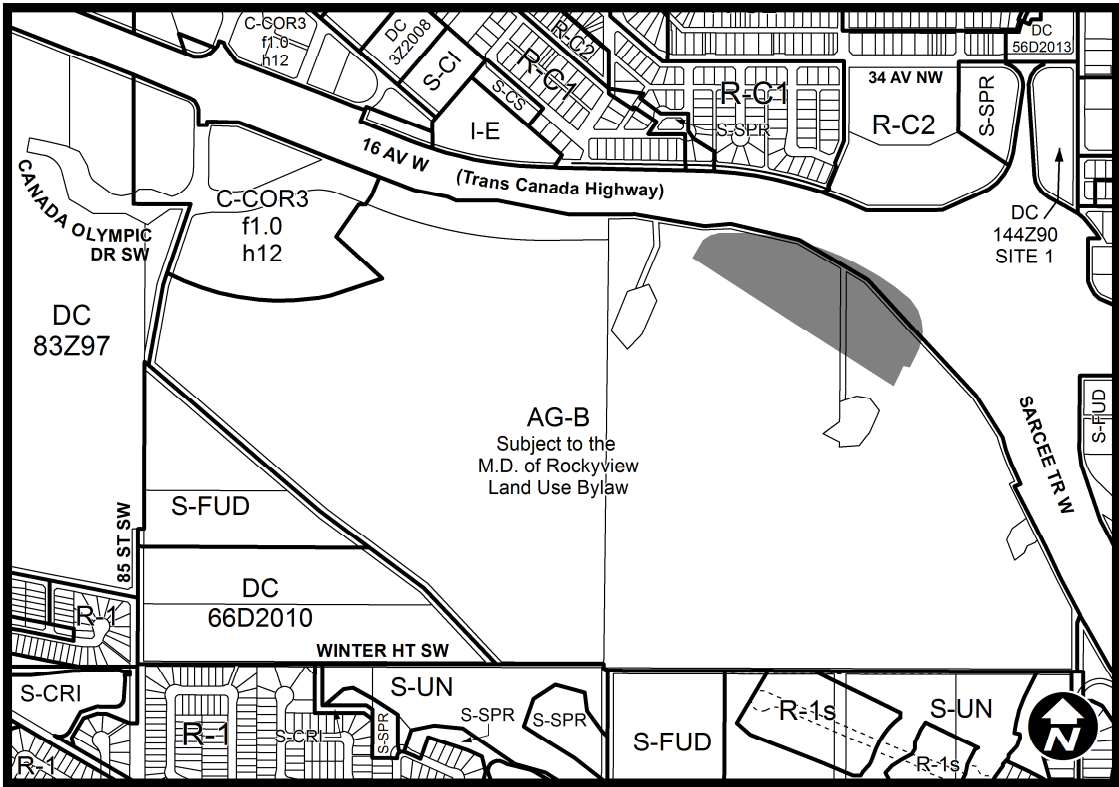 C-COR3
f1.0
h12
DC
3Z2008
S-CI
S-CS
I-E
R-C2
R-C1
R-C1
S-SPR
34 AV NW
R-C2
S-SPR
DC
56D2013
16 AV W
(Trans Canada Highway)
DC
144Z90
SITE 1
CANADA OLYMPIC
DR SW
C-COR3
f1.0
h12
DC
83Z97
AG-B
Subject to the
M.D. of Rockyview
Land Use Bylaw
SARCEE TR W
S-FUD
S-FUD
85 ST SW
DC
66D2010
R-1
WINTER HT SW
S-CRI
R-1
R-1
S-CRI
S-SPR
S-UN
S-SPR
S-SPR
S-FUD
R-1s
S-UN
R-1s
N